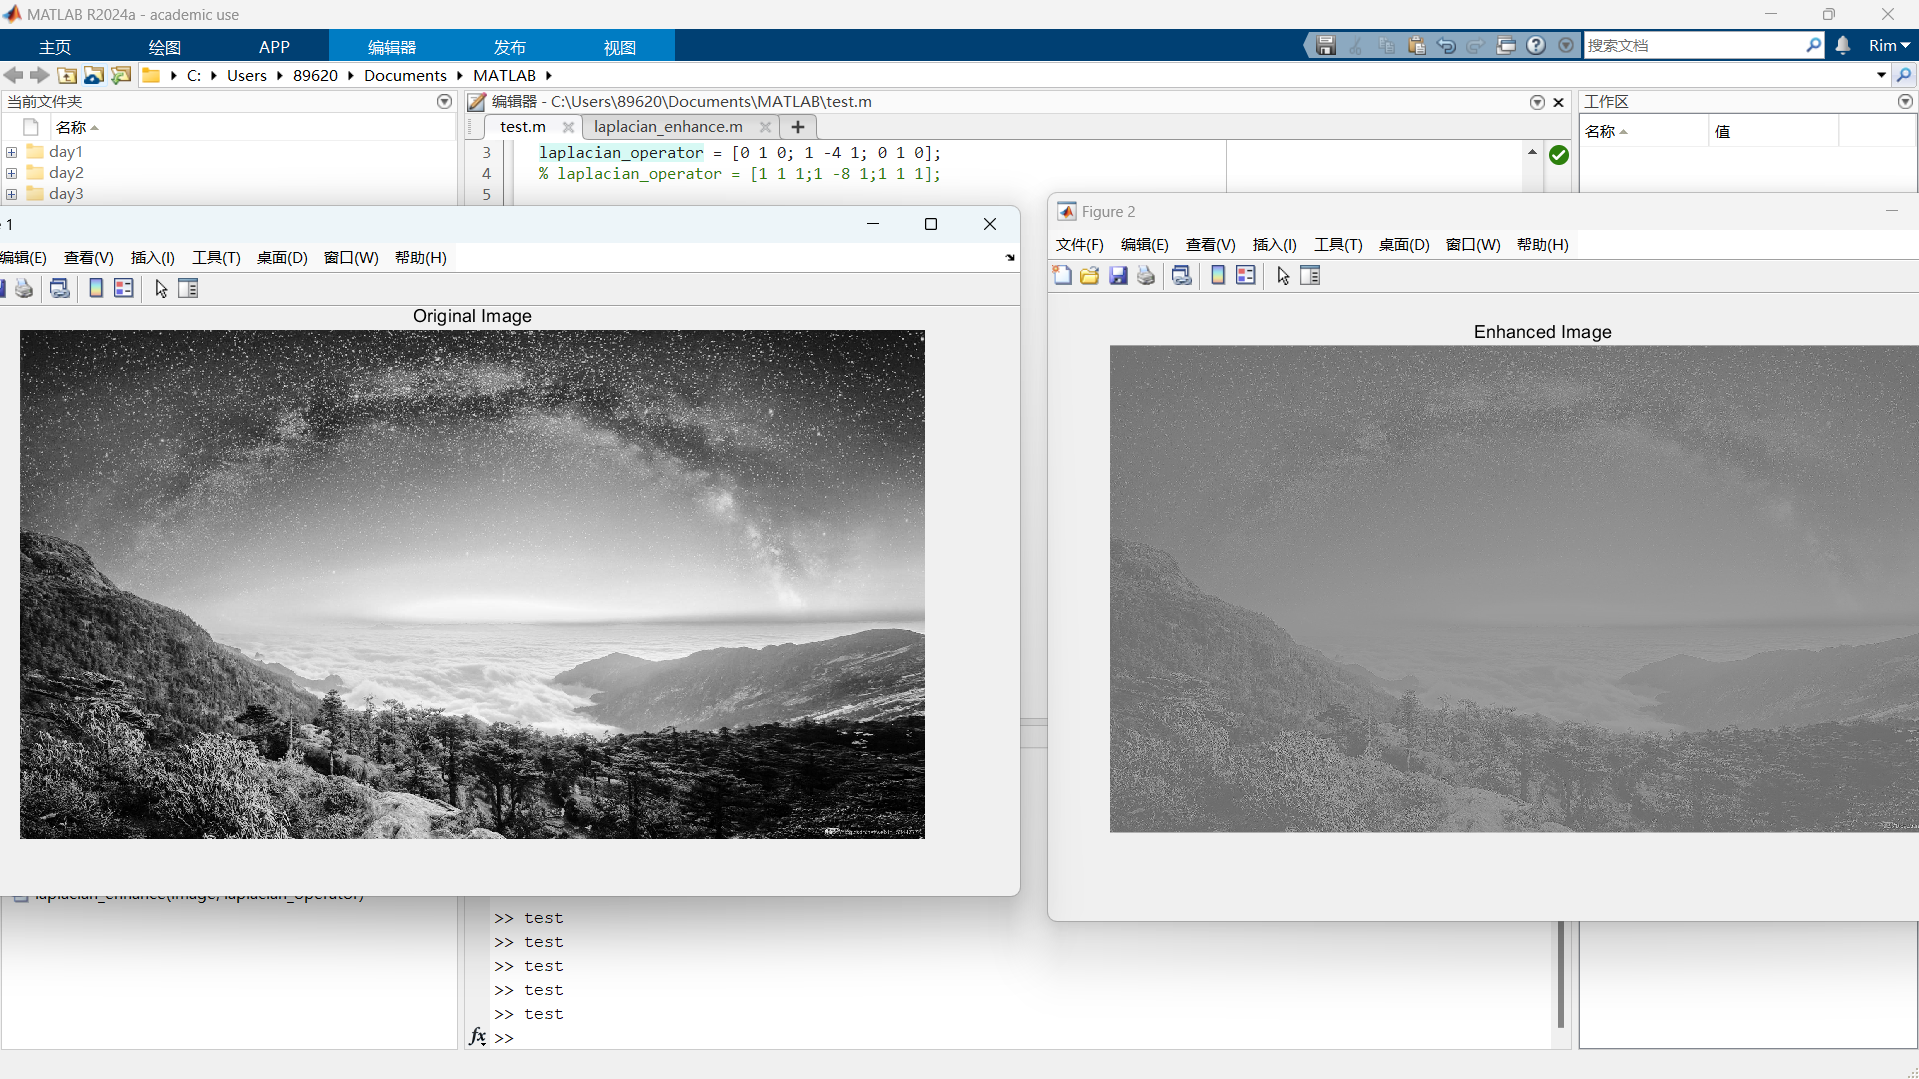 MATLAB R2024a - academic use
主页 绘图 APP 编辑器 发布 视图 搜索文档 Rim
C: Users 89620 Documents MATLAB
当前文件夹
名称
day1
day2
day3
编辑器 - C:\Users\89620\Documents\MATLAB\test.m
test.m laplacian_enhance.m
3 laplacian_operator = [0 1 0; 1 -4 1; 0 1 0];
4 % laplacian_operator = [1 1 1;1 -8 1;1 1 1];
5
工作区
名称 值
1
编辑(E) 查看(V) 插入(I) 工具(T) 桌面(D) 窗口(W) 帮助(H)
Original Image
Figure 2
文件(F) 编辑(E) 查看(V) 插入(I) 工具(T) 桌面(D) 窗口(W) 帮助(H)
Enhanced Image
laplacian_enhance(image, laplacian_operator)
>> test
>> test
>> test
>> test
>> test
fx >>